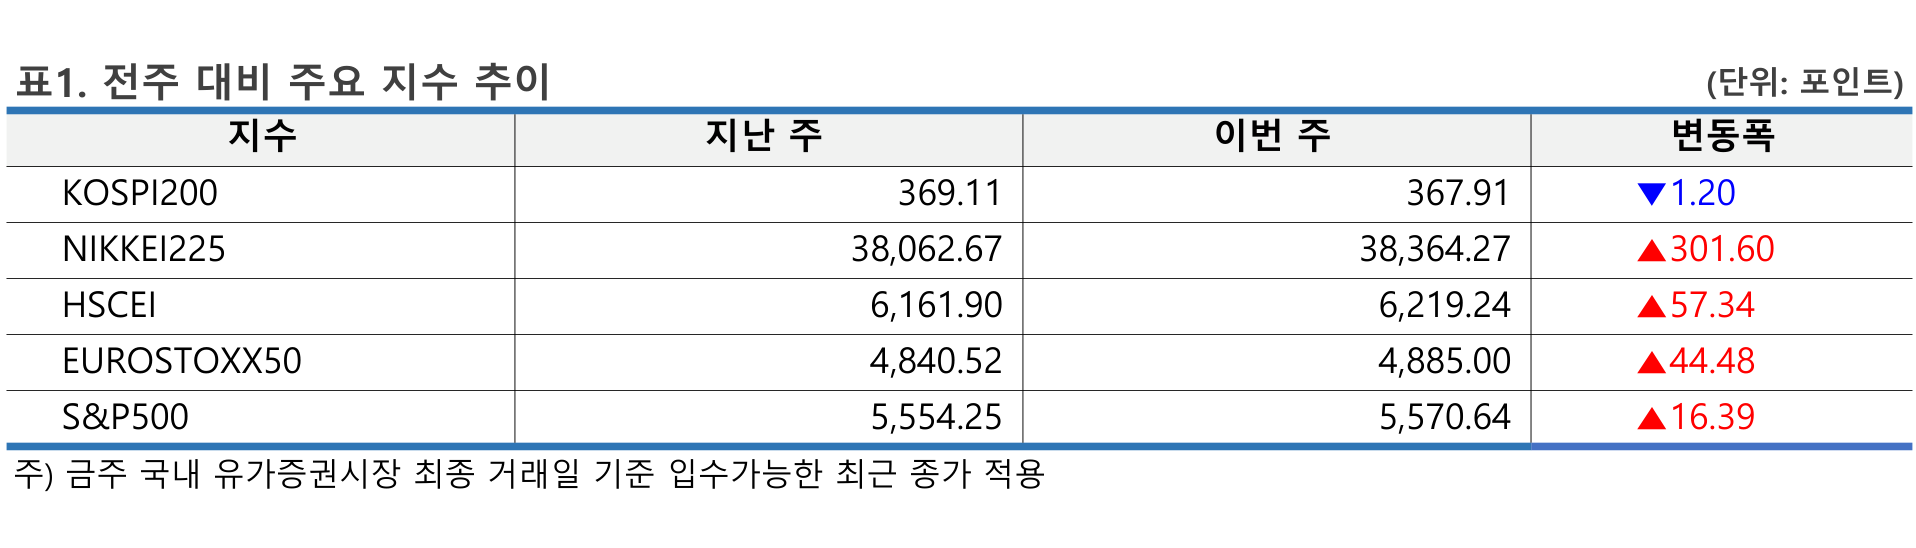 표1. 전주 대비 주요 지수 추이 (단위: 포인트)
지수 지난 주 이번 주 변동폭
KOSPI200 369.11 367.91 ▼1.20
NIKKEI225 38,062.67 38,364.27 ▲301.60
HSCEI 6,161.90 6,219.24 ▲57.34
EUROSTOXX50 4,840.52 4,885.00 ▲44.48
S&P500 5,554.25 5,570.64 ▲16.39
주) 금주 국내 유가증권시장 최종 거래일 기준 입수가능한 최근 종가 적용